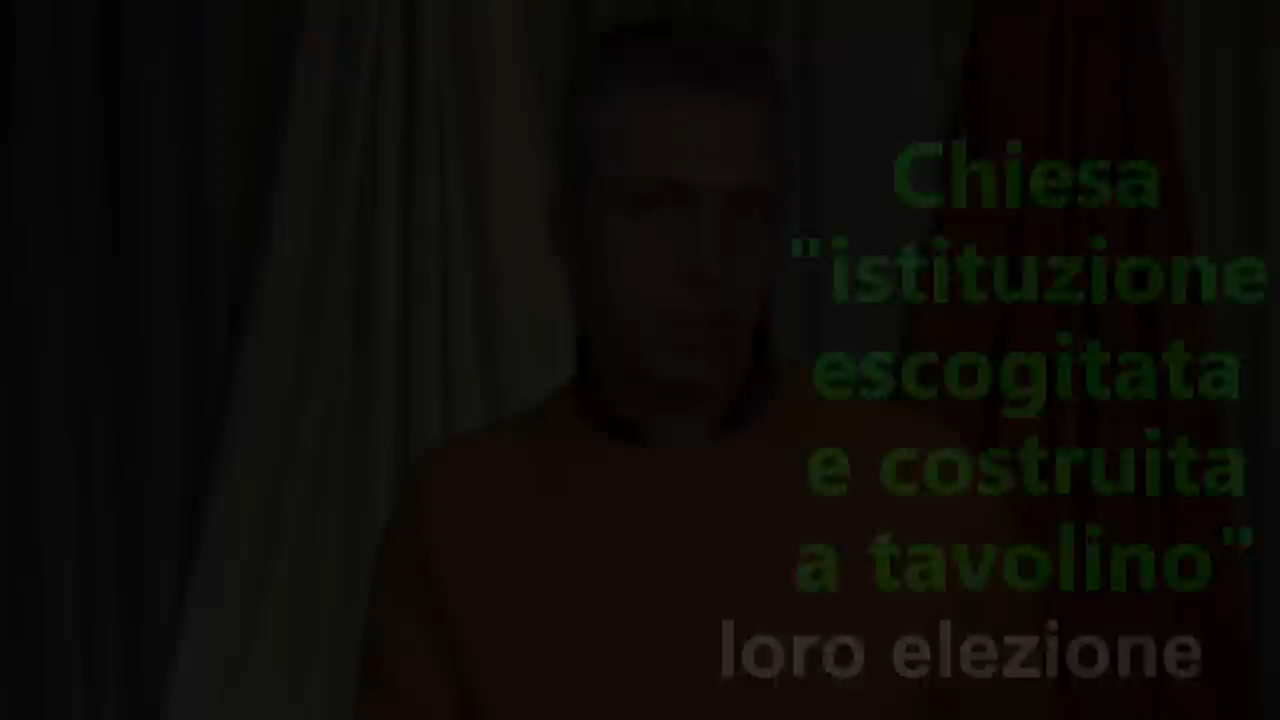 Chiesa
"istituzione
escogitata
e costruita
a tavolino"
loro elezione